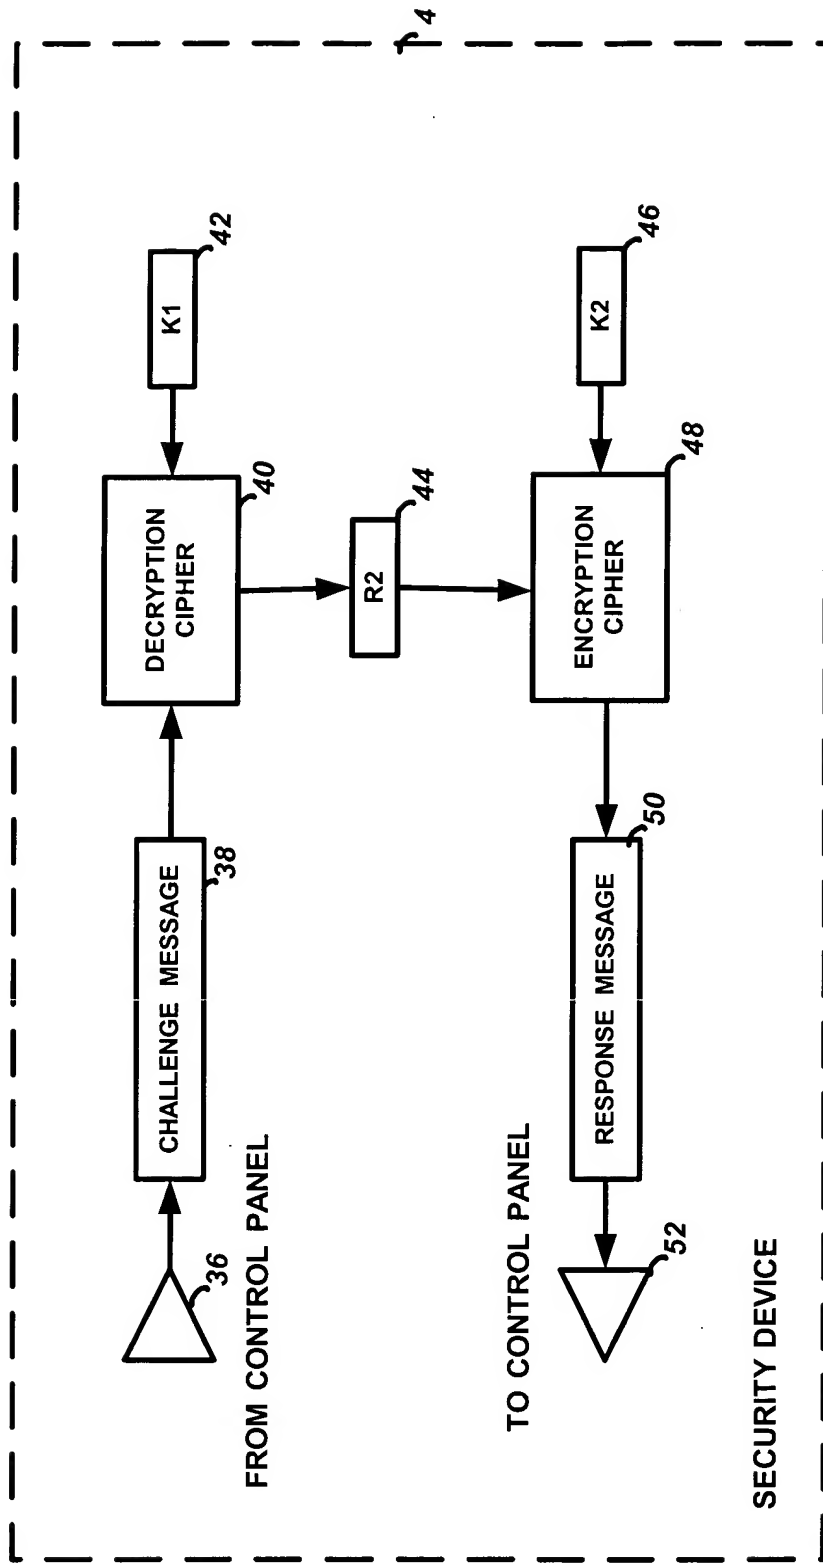 4
K1
42
DECRYPTION
CIPHER
40
CHALLENGE MESSAGE
38
36
FROM CONTROL PANEL
R2
44
K2
46
ENCRYPTION
CIPHER
48
RESPONSE MESSAGE
50
52
TO CONTROL PANEL
SECURITY DEVICE